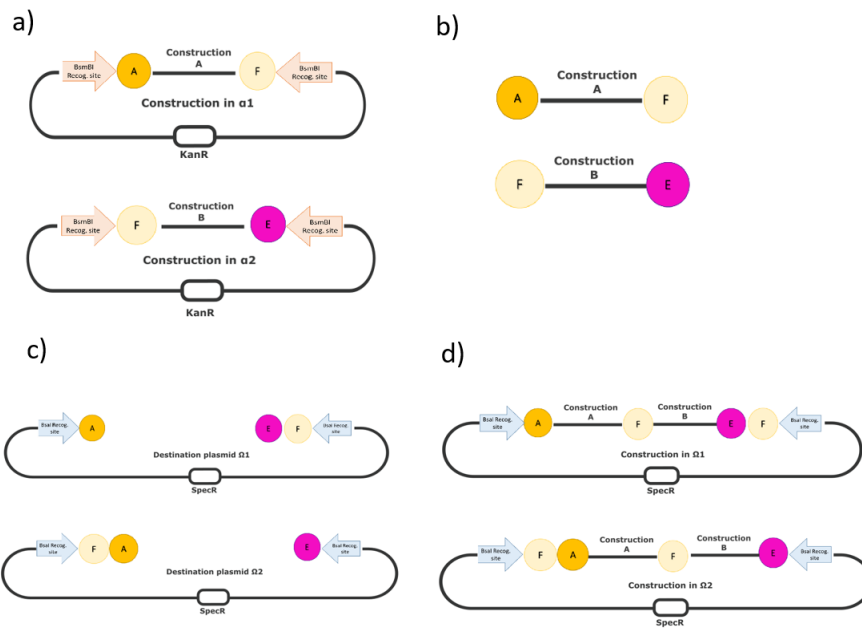 a)
Construction
A
BsmBI
Recog. site
A
F
BsmBI
Recog. site
Construction in α1
KanR
Construction
B
BsmBI
Recog. site
F
E
BsmBI
Recog. site
Construction in α2
KanR
b)
A
Construction
A
F
F
Construction
B
E
c)
BsaI Recog.
site
A
E
F
BsaI Recog.
site
Destination plasmid Ω1
SpecR
BsaI Recog.
site
F
A
E
BsaI Recog.
site
Destination plasmid Ω2
SpecR
d)
BsaI Recog.
site
A
Construction
A
F
Construction
B
E
F
BsaI Recog.
site
Construction in Ω1
SpecR
BsaI Recog.
site
F
A
Construction
A
F
Construction
B
E
BsaI Recog.
site
Construction in Ω2
SpecR